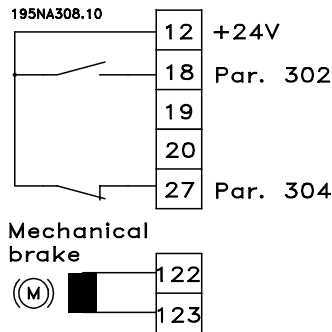 195NA308.10
12 +24V
18 Par. 302
19
20
27 Par. 304
Mechanical
brake
122
M
123